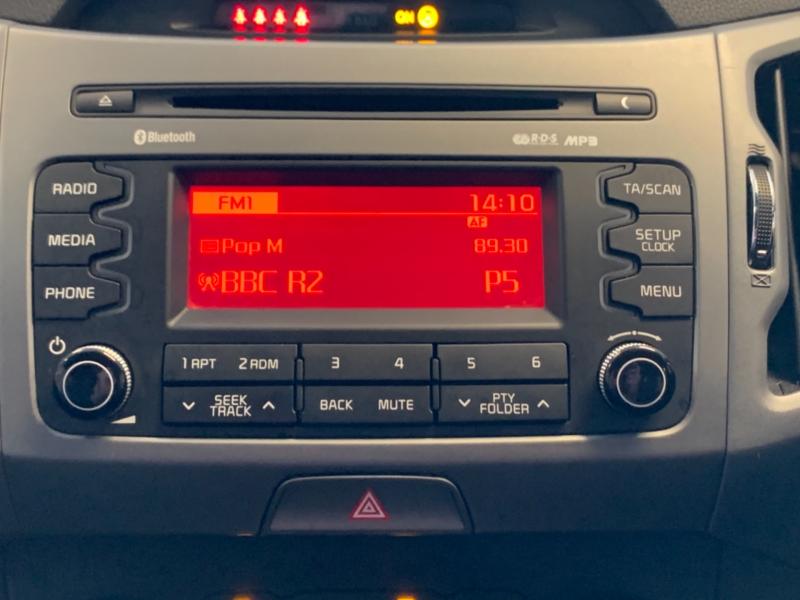 ON
Bluetooth
R·D·S MP3
RADIO
MEDIA
PHONE
FM1 14:10
AF
Pop M 89.30
BBC R2 P5
TA/SCAN
SETUP
CLOCK
MENU
1 RPT 2 RDM 3 4 5 6
SEEK
TRACK
BACK MUTE
PTY
FOLDER